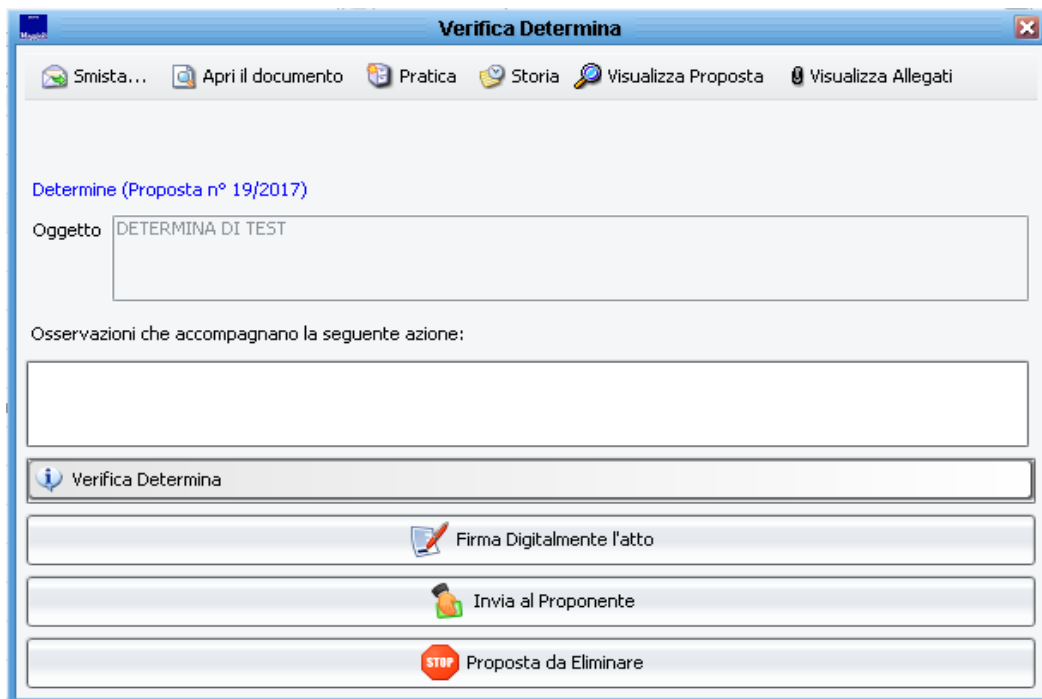 Verifica Determina
Smista... Apri il documento Pratica Storia Visualizza Proposta Visualizza Allegati
Determine (Proposta n° 19/2017)
Oggetto DETERMINA DI TEST
Osservazioni che accompagnano la seguente azione:
Verifica Determina
Firma Digitalmente l'atto
Invia al Proponente
STOP Proposta da Eliminare